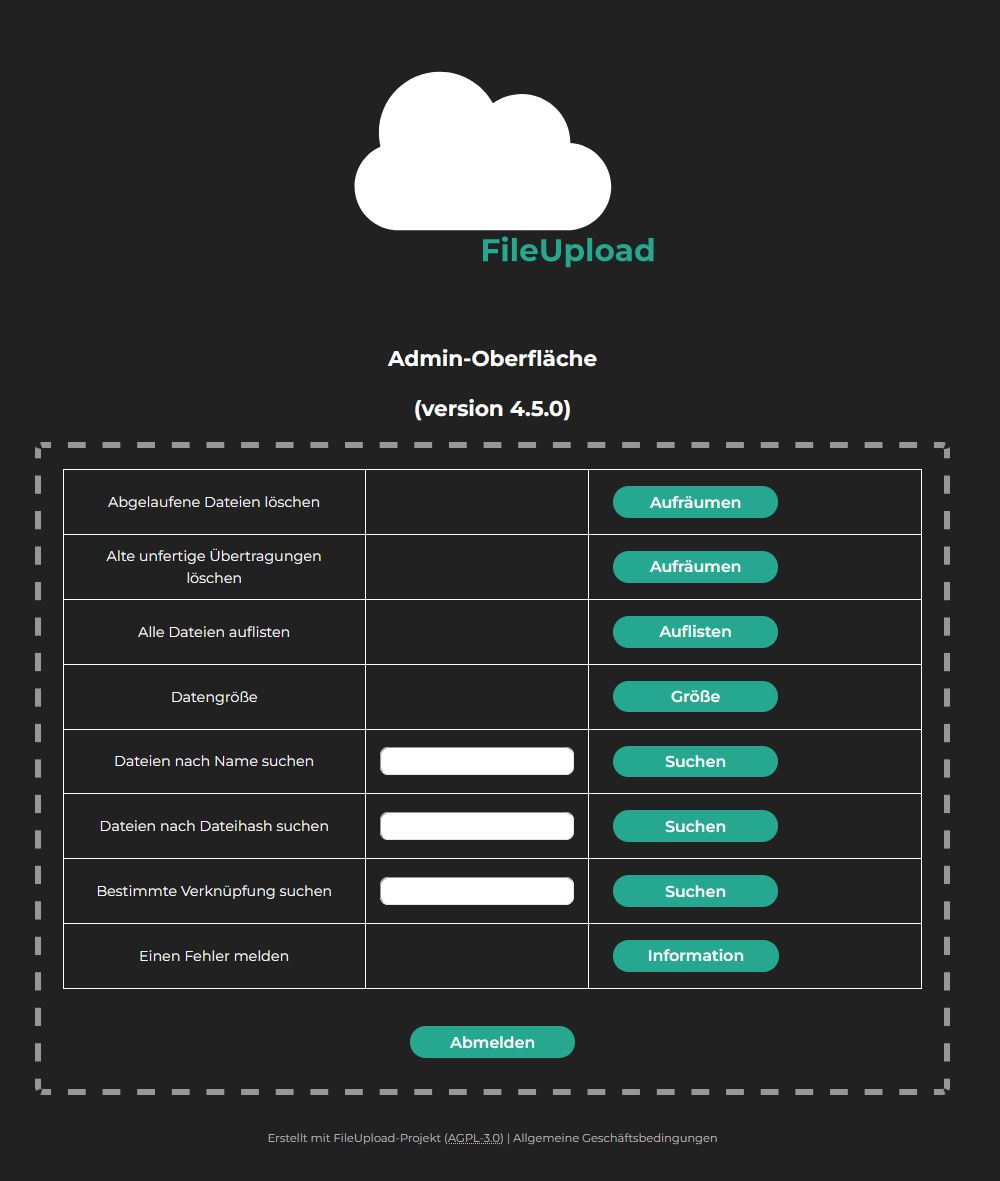 FileUpload
Admin-Oberfläche
(version 4.5.0)
Abgelaufene Dateien löschen
Aufräumen
Alte unfertige Übertragungen
löschen
Aufräumen
Alle Dateien auflisten
Auflisten
Datengröße
Größe
Dateien nach Name suchen
Suchen
Dateien nach Dateihash suchen
Suchen
Bestimmte Verknüpfung suchen
Suchen
Einen Fehler melden
Information
Abmelden
Erstellt mit FileUpload-Projekt (AGPL-3.0) | Allgemeine Geschäftsbedingungen